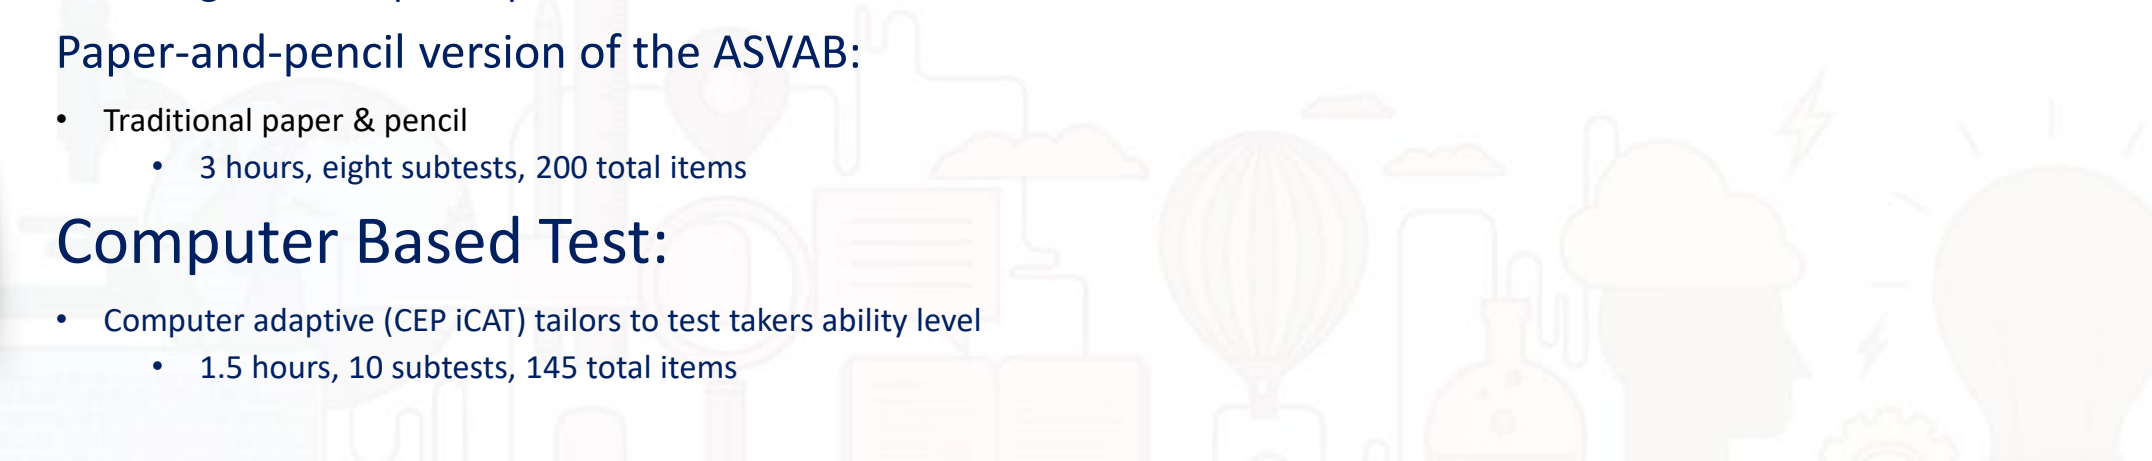 Paper-and-pencil version of the ASVAB:
• Traditional paper & pencil
• 3 hours, eight subtests, 200 total items
Computer Based Test:
• Computer adaptive (CEP iCAT) tailors to test takers ability level
• 1.5 hours, 10 subtests, 145 total items